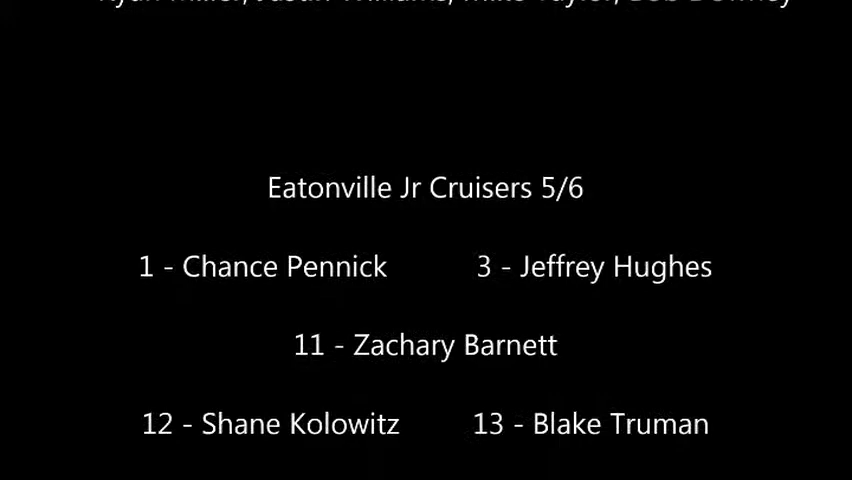 Eatonville Jr Cruisers 5/6
1 - Chance Pennick 3 - Jeffrey Hughes
11 - Zachary Barnett
12 - Shane Kolowitz 13 - Blake Truman